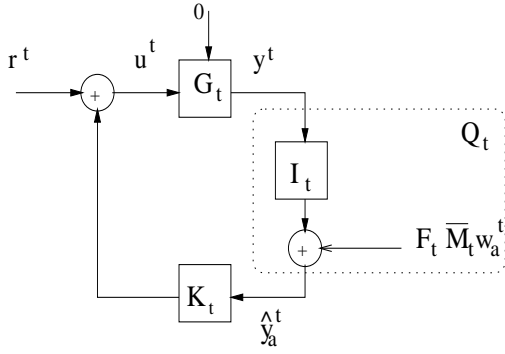 0
r^t
u^t
G_t
y^t
+
Q_t
I_t
+
F_t M̅_t w_a^t
K_t
ŷ_a^t